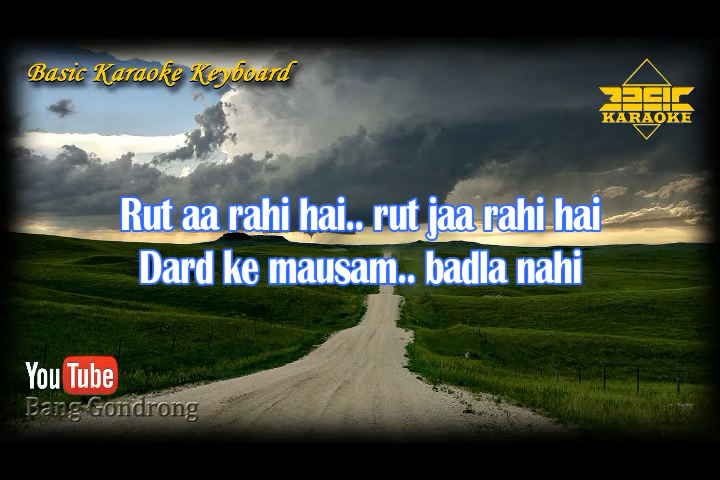 Basic Karaoke Keyboard
BASIC
KARAOKE
Rut aa rahi hai.. rut jaa rahi hai
Dard ke mausam.. badla nahi
YouTube
Bang Gondrong